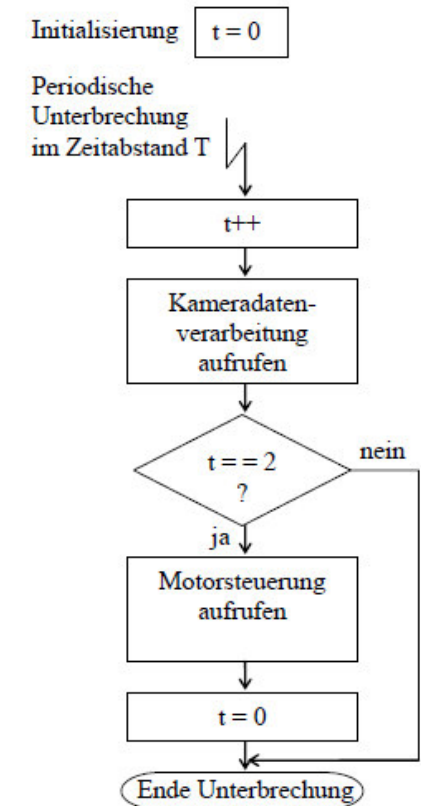 Initialisierung
t = 0
Periodische
Unterbrechung
im Zeitabstand T
t++
Kameradaten-
verarbeitung
aufrufen
t = = 2
?
nein
ja
Motorsteuerung
aufrufen
t = 0
Ende Unterbrechung